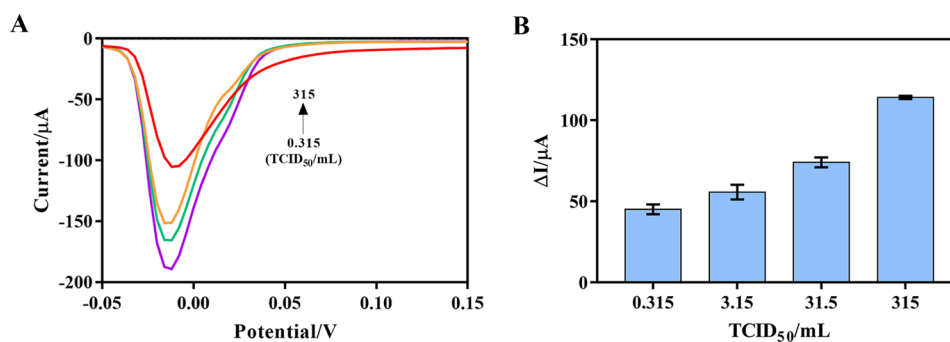 A
0
-50
-100
-150
-200
Current/μA
315
0.315
(TCID50/mL)
-0.05
0.00
0.05
0.10
0.15
Potential/V
B
150
100
50
0
ΔI/μA
0.315
3.15
31.5
315
TCID50/mL